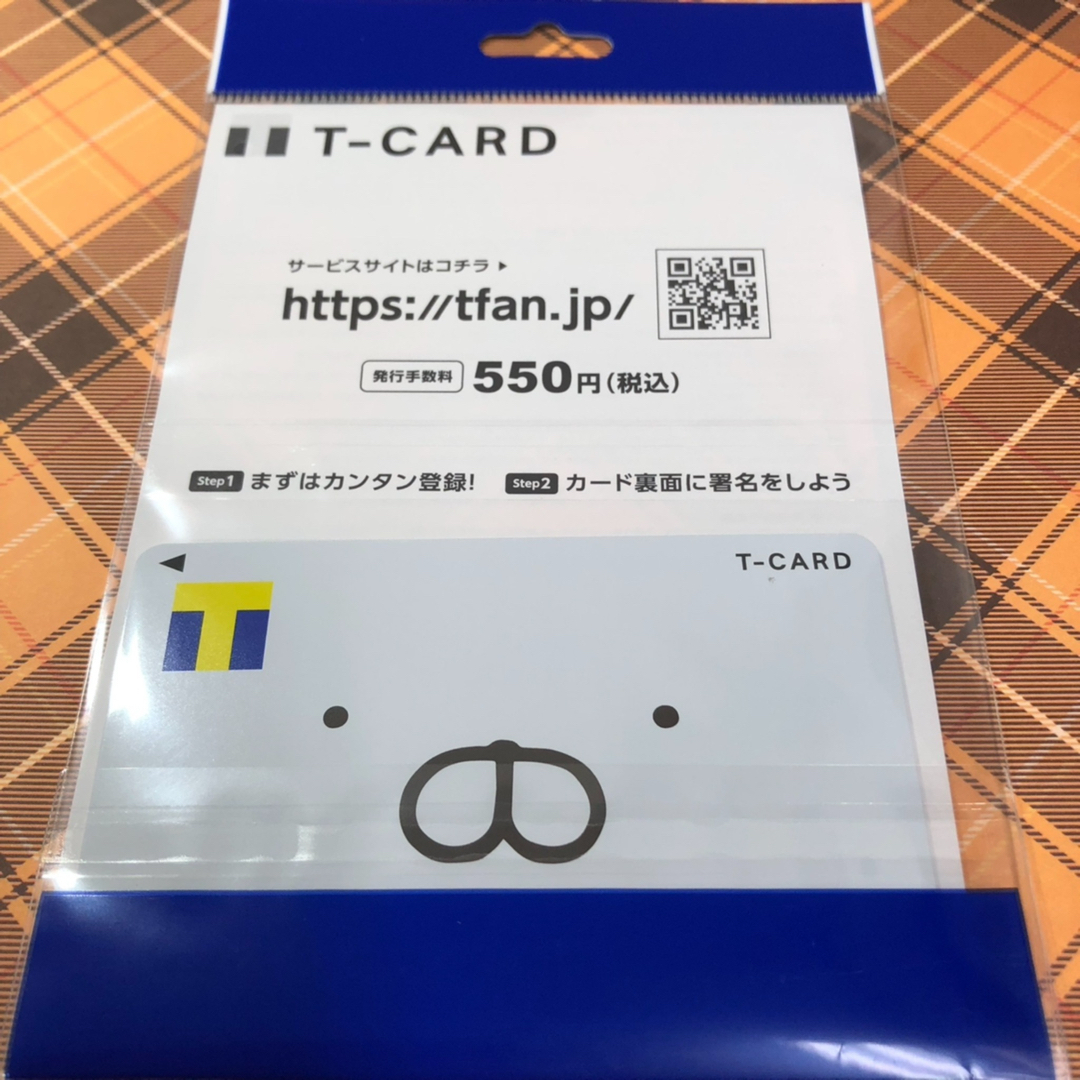 T-CARD
サービスサイトはコチラ▶
https://tfan.jp/
発行手数料 550円(税込)
Step1 まずはカンタン登録! Step2 カード裏面に署名をしよう
T-CARD
T